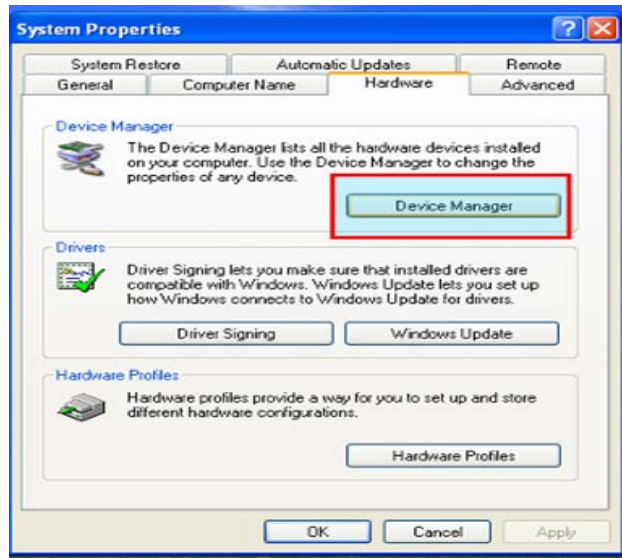 System Properties
System Restore Automatic Updates Remote
General Computer Name Hardware Advanced
Device Manager
The Device Manager lists all the hardware devices installed
on your computer. Use the Device Manager to change the
properties of any device.
Device Manager
Drivers
Driver Signing lets you make sure that installed drivers are
compatible with Windows. Windows Update lets you set up
how Windows connects to Windows Update for drivers.
Driver Signing Windows Update
Hardware Profiles
Hardware profiles provide a way for you to set up and store
different hardware configurations.
Hardware Profiles
OK Cancel Apply